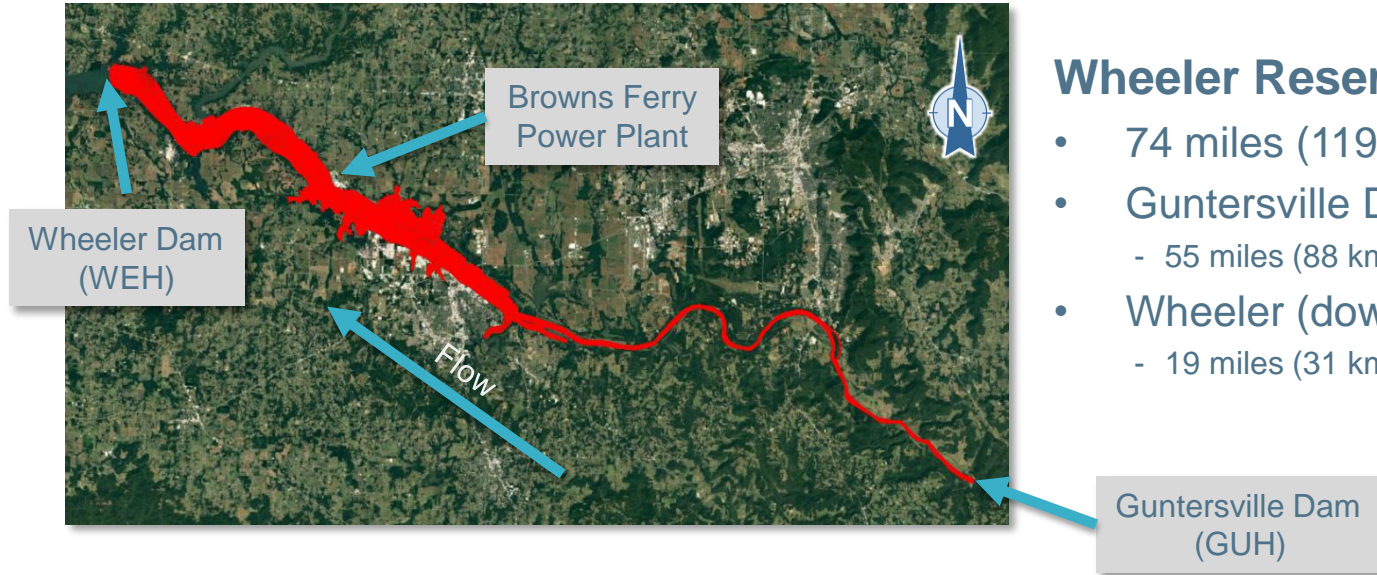 Wheeler Dam
(WEH)
Browns Ferry
Power Plant
N
Flow
Guntersville Dam
(GUH)
Wheeler Reser
• 74 miles (119
• Guntersville D
- 55 miles (88 km
• Wheeler (dow
- 19 miles (31 km